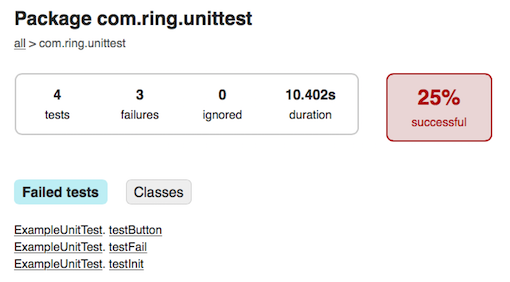 Package com.ring.unittest
all > com.ring.unittest
4 3 0 10.402s
tests failures ignored duration
25%
successful
Failed tests Classes
ExampleUnitTest. testButton
ExampleUnitTest. testFail
ExampleUnitTest. testInit